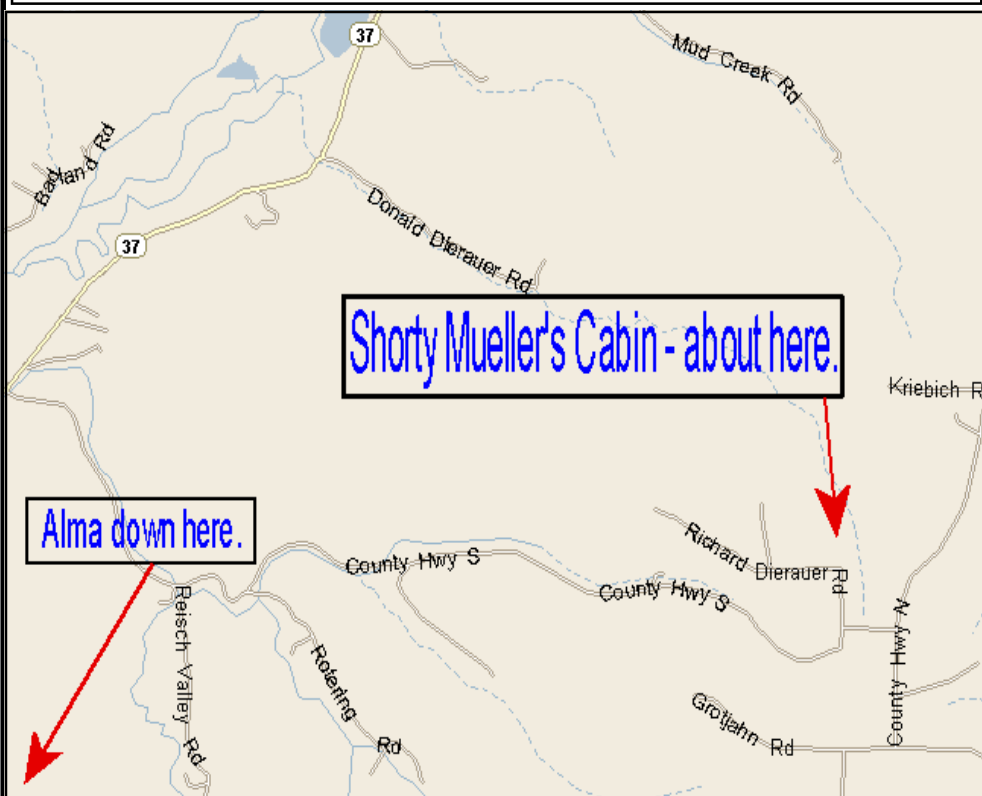 37
Mud Creek Rd
Badland Rd
Donald Dierauer Rd
37
Shorty Mueller's Cabin - about here.
Kriebich R
Alma down here.
County Hwy S
Richard Dierauer Rd
County Hwy S
Reisch Valley Rd
Rotering Rd
County Hwy N
Grotjahn Rd